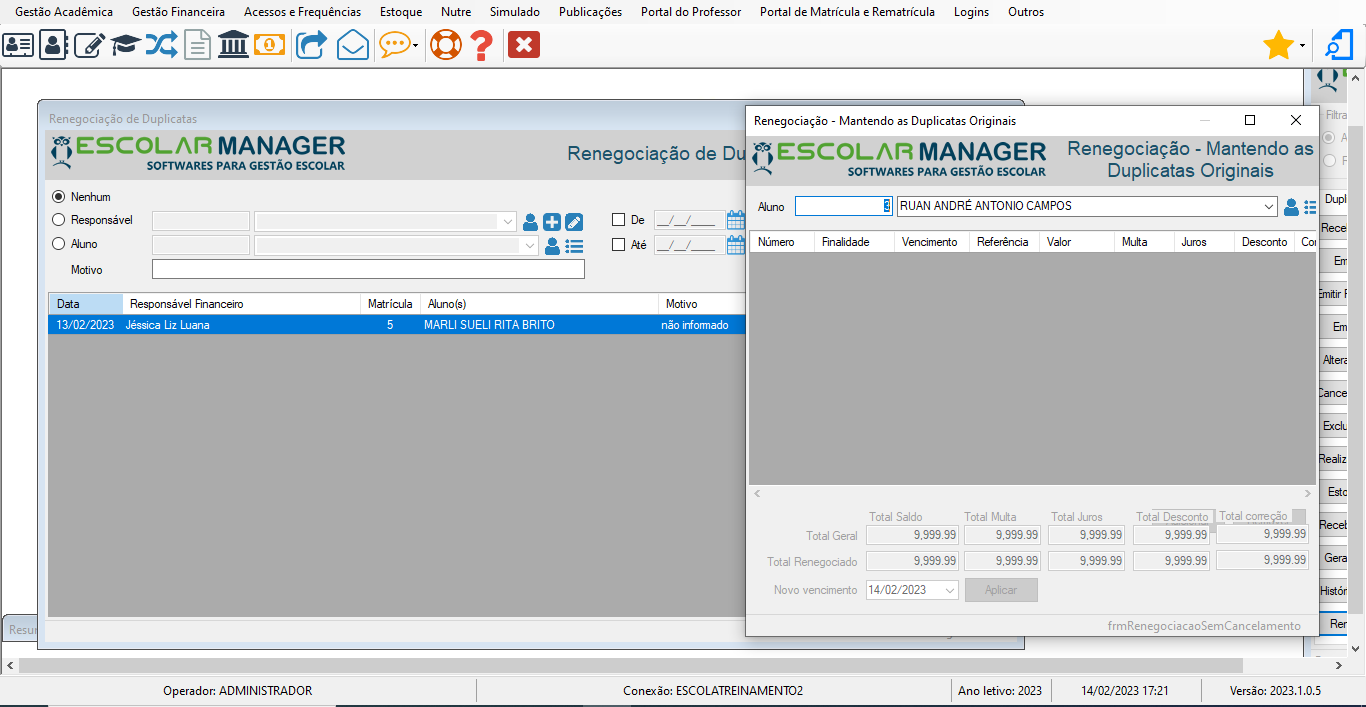 Gestão Acadêmica Gestão Financeira Acessos e Frequências Estoque Nutre Simulado Publicações Portal do Professor Portal de Matrícula e Rematrícula Logins Outros
Renegociação de Duplicatas
ESCOLAR MANAGER
SOFTWARES PARA GESTÃO ESCOLAR
Renegociação de Du
Nenhum
Responsável
De __/__/____
Aluno
Até __/__/____
Motivo
Data Responsável Financeiro Matrícula Aluno(s) Motivo
13/02/2023 Jéssica Liz Luana 5 MARLI SUELI RITA BRITO não informado
Renegociação - Mantendo as Duplicatas Originais
ESCOLAR MANAGER
SOFTWARES PARA GESTÃO ESCOLAR
Renegociação - Mantendo as
Duplicatas Originais
Aluno 3 RUAN ANDRÉ ANTONIO CAMPOS
Número Finalidade Vencimento Referência Valor Multa Juros Desconto Cor
Total Saldo Total Multa Total Juros Total Desconto Total correção
Total Geral 9,999.99 9,999.99 9,999.99 9,999.99 9,999.99
Total Renegociado 9,999.99 9,999.99 9,999.99 9,999.99 9,999.99
Novo vencimento 14/02/2023 Aplicar
frmRenegociacaoSemCancelamento
Filtra
A
F
Dupl
Rece
Em
Emitir F
Em
Altera
Cance
Exclu
Realiz
Esto
Receb
Gera
Histór
Ren
Resur
Operador: ADMINISTRADOR Conexão: ESCOLATREINAMENTO2 Ano letivo: 2023 14/02/2023 17:21 Versão: 2023.1.0.5